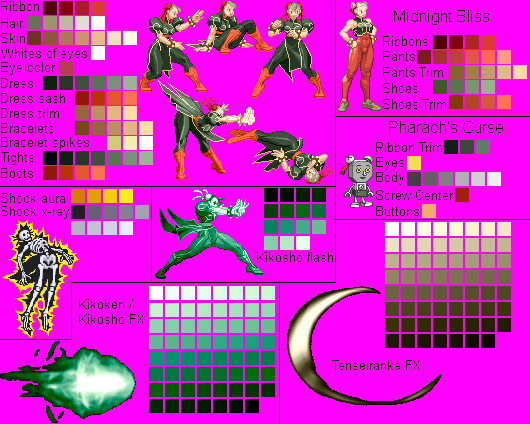 Ribbon
Hair
Skin
Whites of eyes
Eye color
Dress
Dress sash
Dress trim
Bracelets
Bracelet spikes
Tights
Boots
Midnight Bliss
Ribbons
Pants
Pants Trim
Shoes
Shoes Trim
Pharaoh's Curse
Ribbon Trim
Eyes
Body
Screw Center
Buttons
Shock aura
Shock x-ray
Kikosho flash
Kikoken /
Kikosho FX
Tenseiranka FX